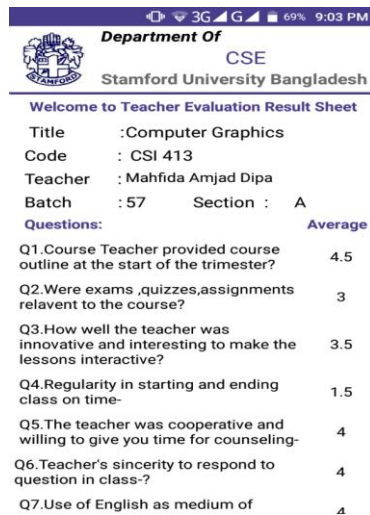 3G G 69% 9:03 PM
Department Of
CSE
STAMFORD
Stamford University Bangladesh
Welcome to Teacher Evaluation Result Sheet
Title :Computer Graphics
Code : CSI 413
Teacher : Mahfida Amjad Dipa
Batch : 57 Section : A
Questions: Average
Q1.Course Teacher provided course
outline at the start of the trimester? 4.5
Q2.Were exams ,quizzes,assignments
relavent to the course? 3
Q3.How well the teacher was
innovative and interesting to make the
lessons interactive? 3.5
Q4.Regularity in starting and ending
class on time- 1.5
Q5.The teacher was cooperative and
willing to give you time for counseling- 4
Q6.Teacher's sincerity to respond to
question in class-? 4
Q7.Use of English as medium of
4